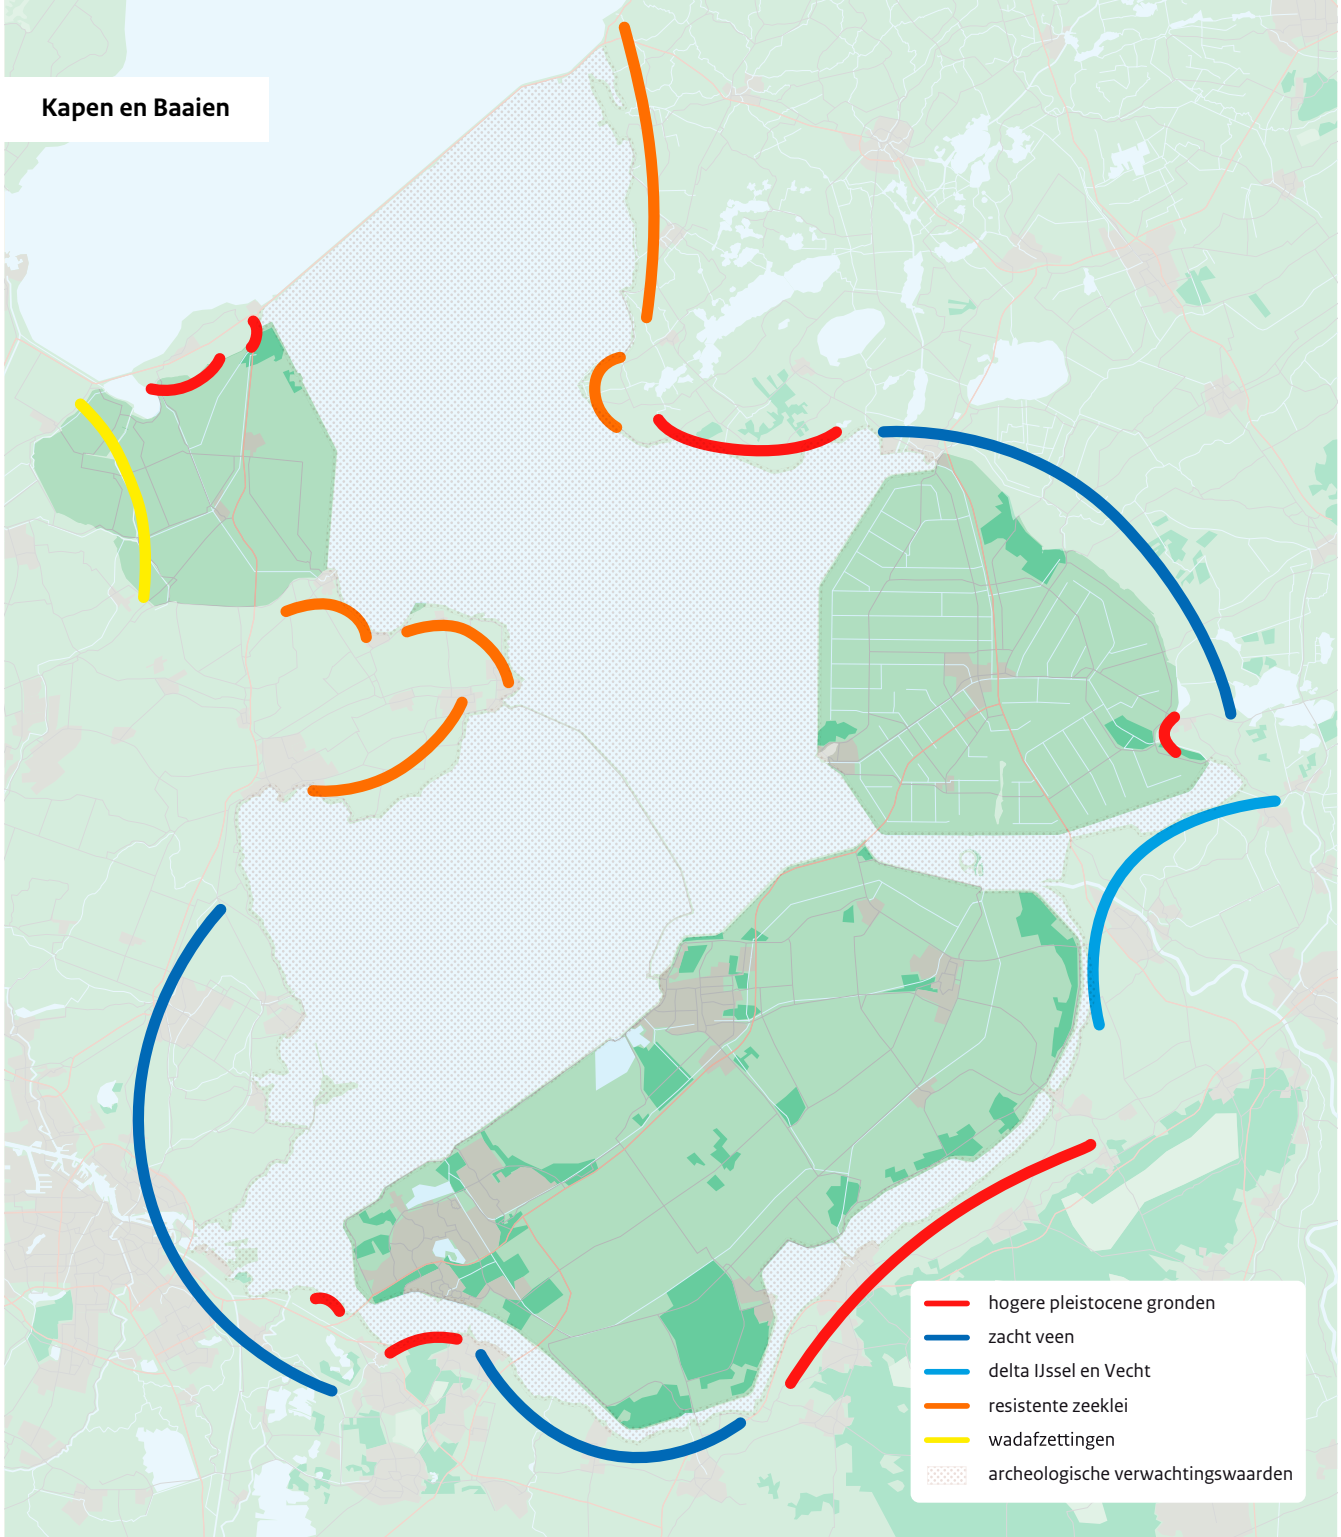 Kapen en Baaien
hogere pleistocene gronden
zacht veen
delta IJssel en Vecht
resistente zeeklei
wadafzettingen
archeologische verwachtingswaarden